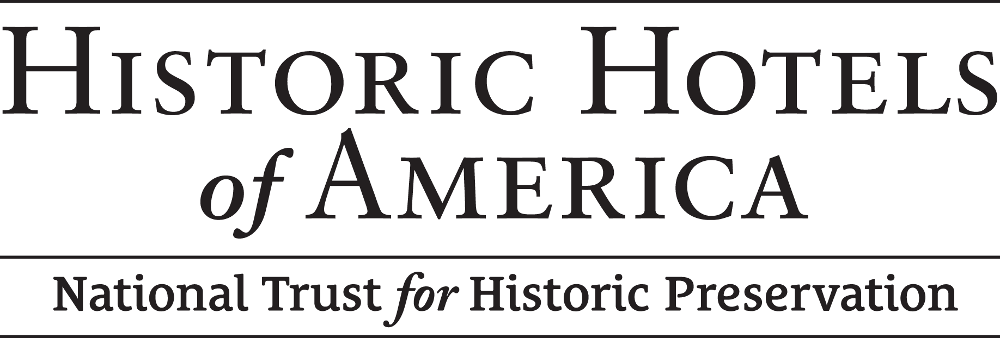 Historic Hotels
of America
National Trust for Historic Preservation